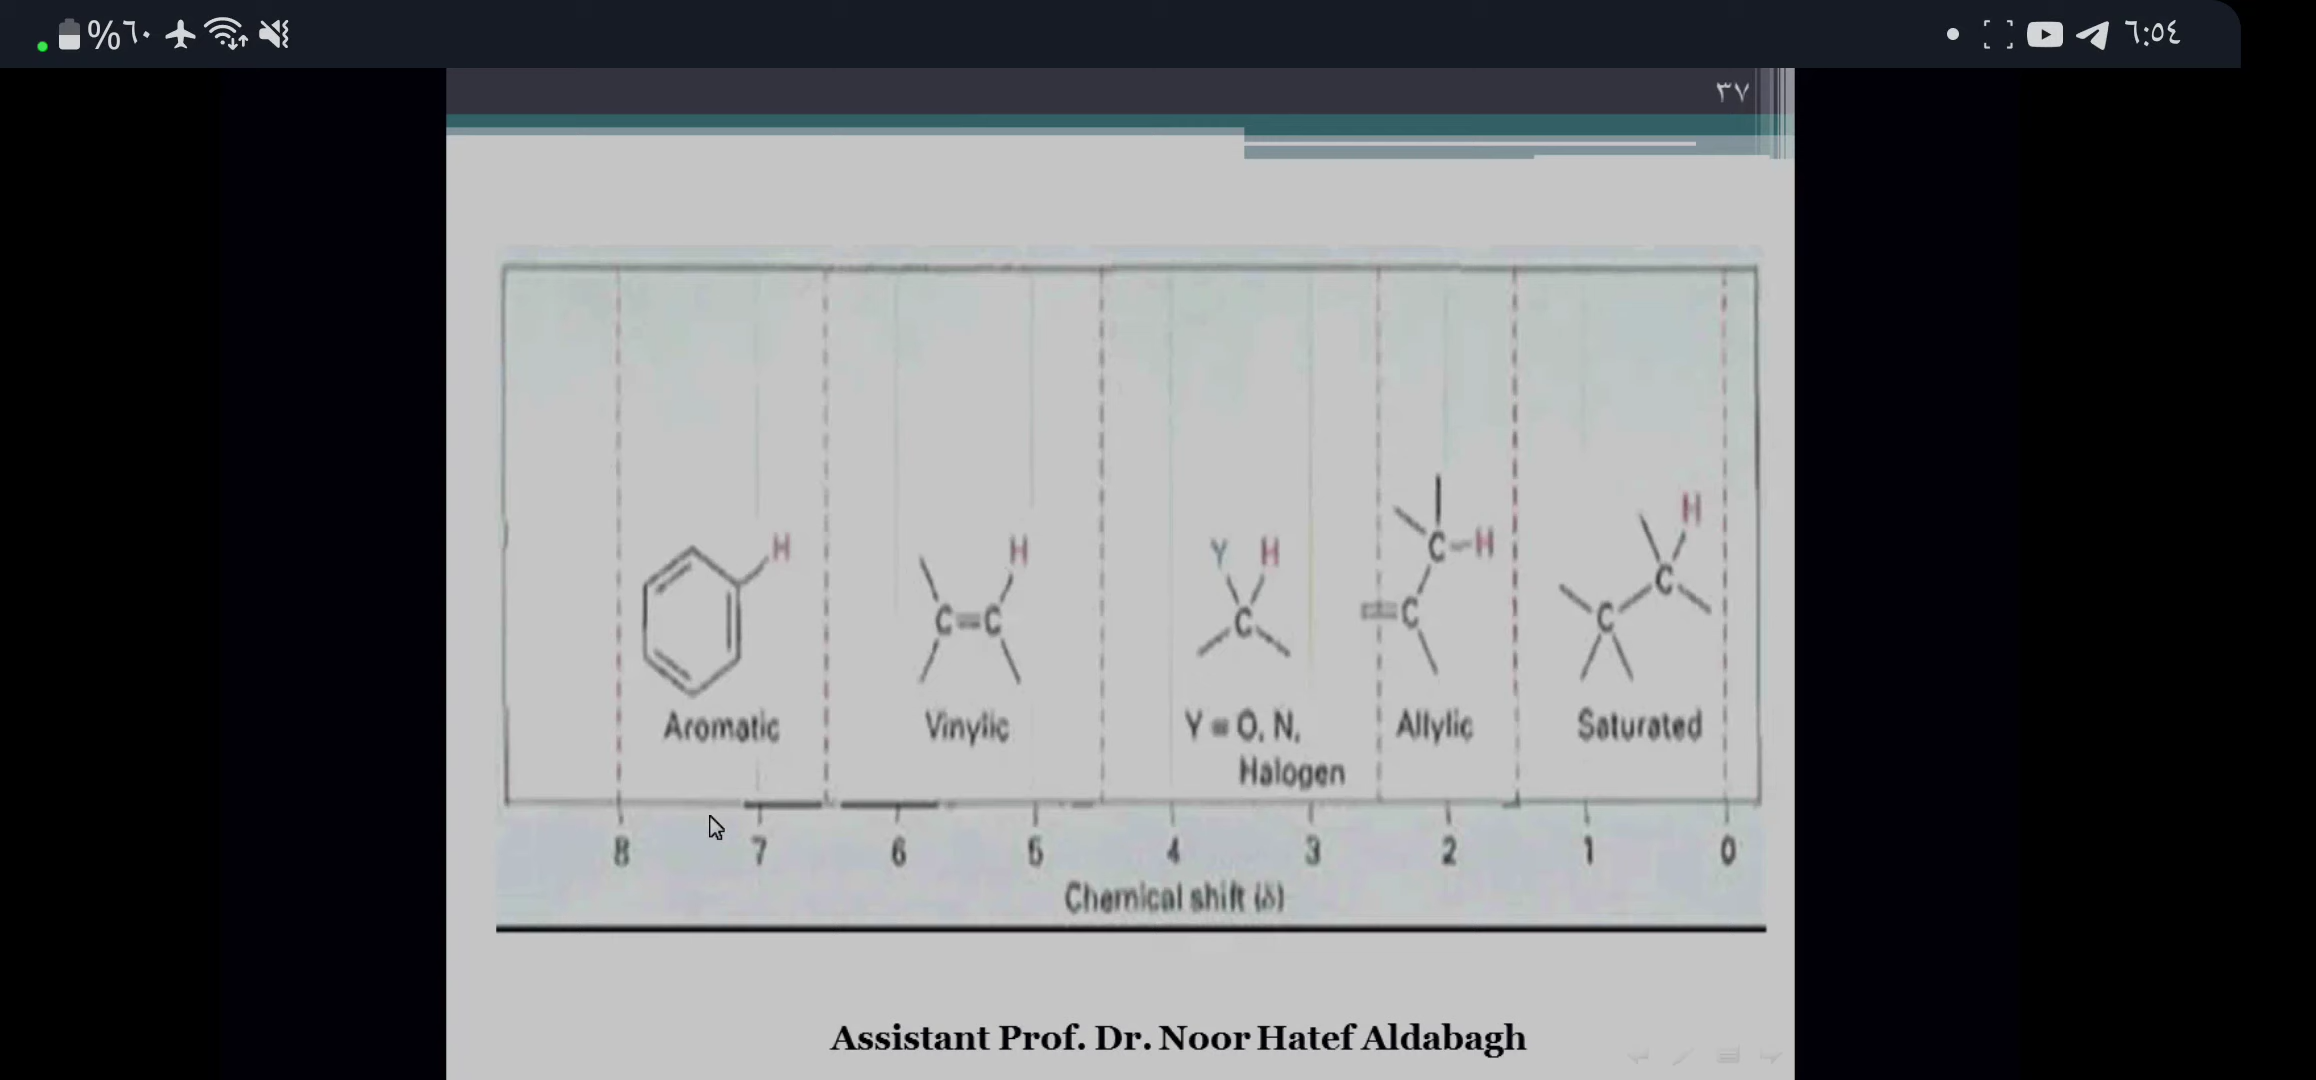 %٦٠
٦:٥٤
٣٧
H
H
Y H
C-H
H
C=C
C
=C
C
C
Aromatic
Vinylic
Y = O, N,
Halogen
Allylic
Saturated
8 7 6 5 4 3 2 1 0
Chemical shift (δ)
Assistant Prof. Dr. Noor Hatef Aldabagh